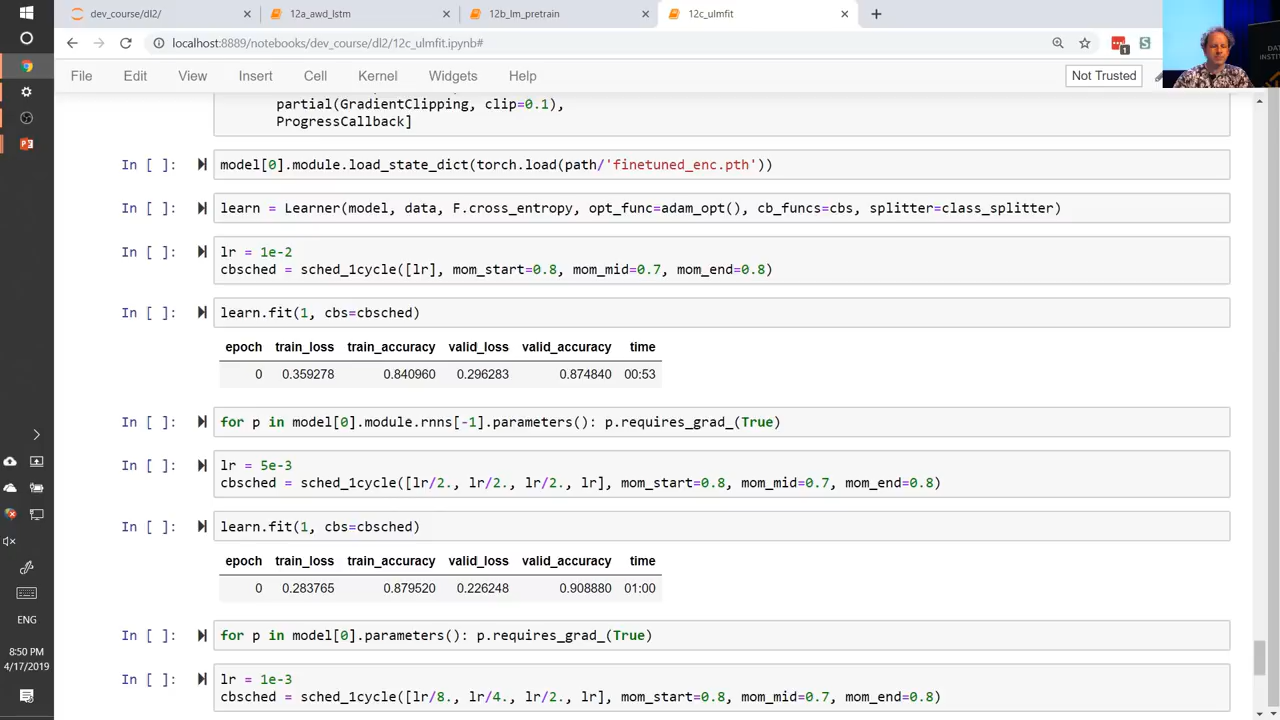 dev_course/dl2/
12a_awd_lstm
12b_lm_pretrain
12c_ulmfit
localhost:8889/notebooks/dev_course/dl2/12c_ulmfit.ipynb#
1
File Edit View Insert Cell Kernel Widgets Help
Not Trusted
partial(GradientClipping, clip=0.1),
ProgressCallback]
In [ ]: model[0].module.load_state_dict(torch.load(path/'finetuned_enc.pth'))
In [ ]: learn = Learner(model, data, F.cross_entropy, opt_func=adam_opt(), cb_funcs=cbs, splitter=class_splitter)
In [ ]: lr = 1e-2
cbsched = sched_1cycle([lr], mom_start=0.8, mom_mid=0.7, mom_end=0.8)
In [ ]: learn.fit(1, cbs=cbsched)
epoch train_loss train_accuracy valid_loss valid_accuracy time
0 0.359278 0.840960 0.296283 0.874840 00:53
In [ ]: for p in model[0].module.rnns[-1].parameters(): p.requires_grad_(True)
In [ ]: lr = 5e-3
cbsched = sched_1cycle([lr/2., lr/2., lr/2., lr], mom_start=0.8, mom_mid=0.7, mom_end=0.8)
In [ ]: learn.fit(1, cbs=cbsched)
epoch train_loss train_accuracy valid_loss valid_accuracy time
0 0.283765 0.879520 0.226248 0.908880 01:00
In [ ]: for p in model[0].parameters(): p.requires_grad_(True)
In [ ]: lr = 1e-3
cbsched = sched_1cycle([lr/8., lr/4., lr/2., lr], mom_start=0.8, mom_mid=0.7, mom_end=0.8)
ENG
8:50 PM
4/17/2019